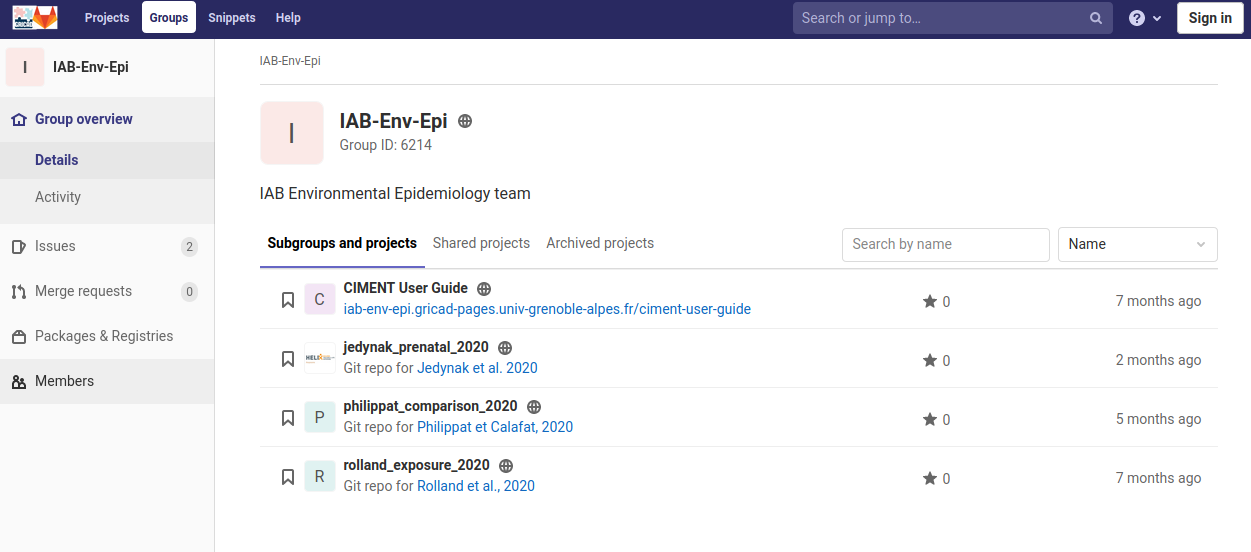 Projects Groups Snippets Help Search or jump to... Sign in
I IAB-Env-Epi
Group overview
Details
Activity
Issues 2
Merge requests 0
Packages & Registries
Members
IAB-Env-Epi
I
IAB-Env-Epi
Group ID: 6214
IAB Environmental Epidemiology team
Subgroups and projects Shared projects Archived projects Search by name Name
C CIMENT User Guide
iab-env-epi.gricad-pages.univ-grenoble-alpes.fr/ciment-user-guide
0 7 months ago
HELIX jedynak_prenatal_2020
Git repo for Jedynak et al. 2020
0 2 months ago
P philippat_comparison_2020
Git repo for Philippat et Calafat, 2020
0 5 months ago
R rolland_exposure_2020
Git repo for Rolland et al., 2020
0 7 months ago